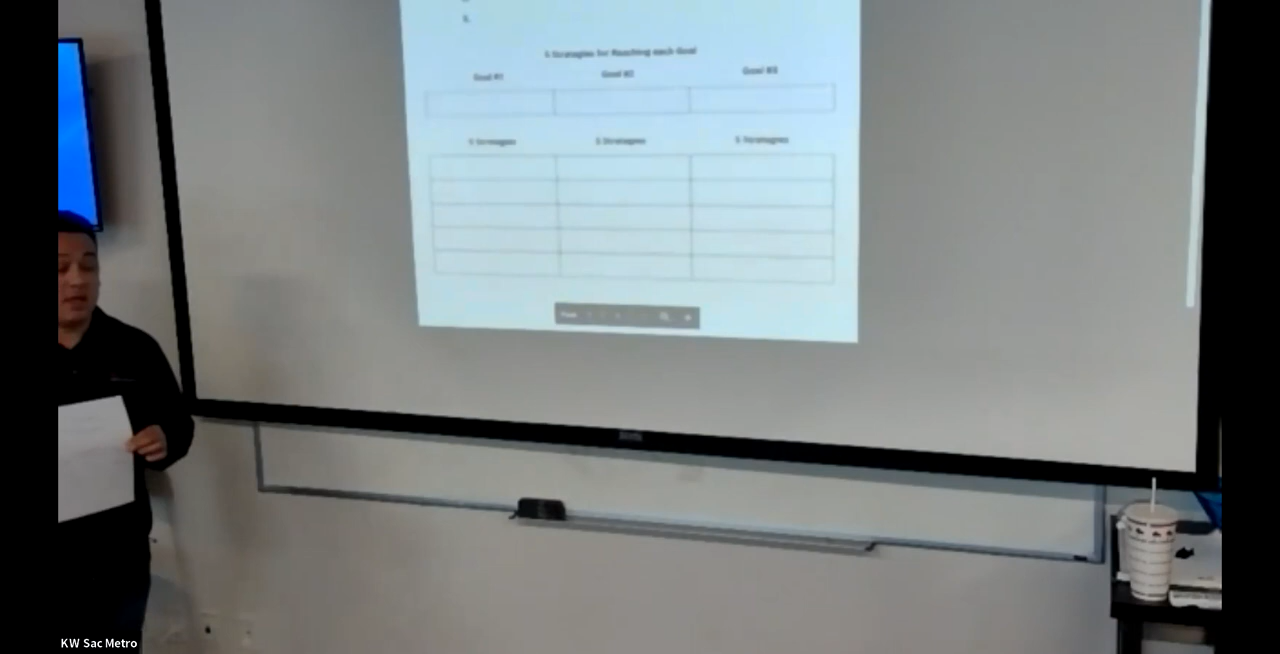 5.
5 Strategies for Reaching each Goal
Goal #1 Goal #2 Goal #3
5 Strategies 5 Strategies 5 Strategies
KW Sac Metro